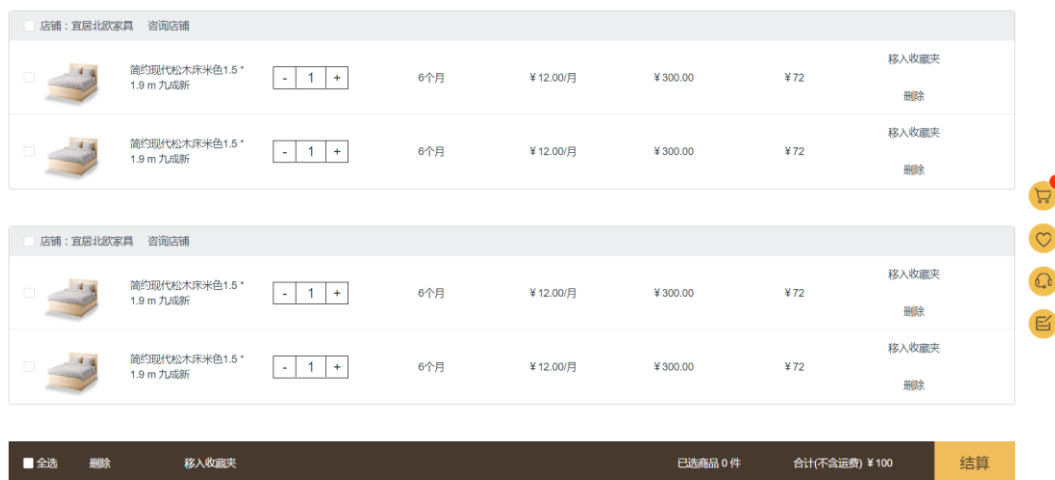 店铺：宜居北欧家具 咨询店铺
移入收藏夹
简约现代松木床米色1.5 * - 1 + 6个月 ¥12.00/月 ¥300.00 ¥72
1.9 m 九成新
删除
移入收藏夹
简约现代松木床米色1.5 * - 1 + 6个月 ¥12.00/月 ¥300.00 ¥72
1.9 m 九成新
删除
店铺：宜居北欧家具 咨询店铺
移入收藏夹
简约现代松木床米色1.5 * - 1 + 6个月 ¥12.00/月 ¥300.00 ¥72
1.9 m 九成新
删除
移入收藏夹
简约现代松木床米色1.5 * - 1 + 6个月 ¥12.00/月 ¥300.00 ¥72
1.9 m 九成新
删除
全选 删除 移入收藏夹 已选商品 0 件 合计(不含运费) ¥100 结算